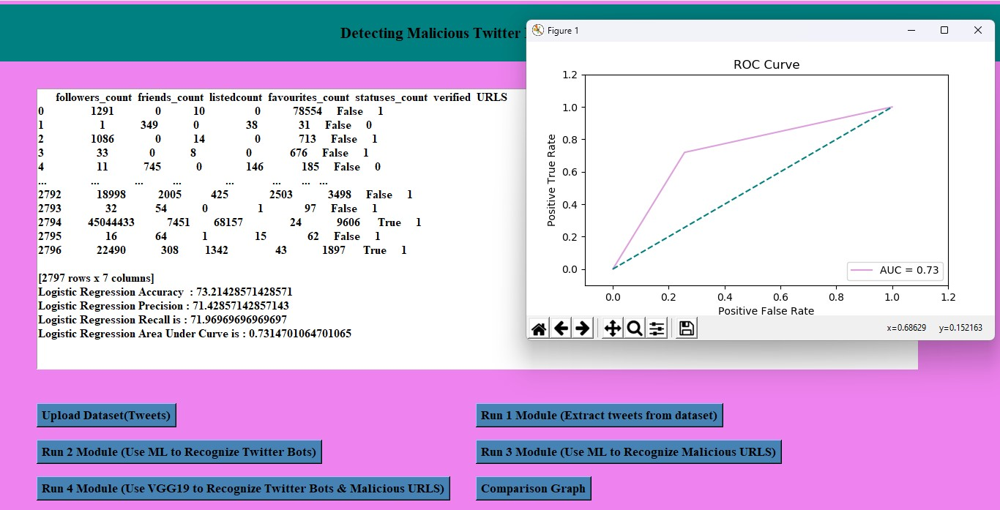 Detecting Malicious Twitter
followers_count friends_count listedcount favourites_count statuses_count verified URLS
0 1291 0 10 0 78554 False 1
1 1 349 0 38 31 False 0
2 1086 0 14 0 713 False 1
3 33 0 8 0 676 False 1
4 11 745 0 146 185 False 0
... ... ... ... ... ... ... ...
2792 18998 2005 425 2503 3498 False 1
2793 32 54 0 1 97 False 1
2794 45044433 7451 68157 24 9606 True 1
2795 16 64 1 15 62 False 1
2796 22490 308 1342 43 1897 True 1
[2797 rows x 7 columns]
Logistic Regression Accuracy : 73.21428571428571
Logistic Regression Precision : 71.42857142857143
Logistic Regression Recall is : 71.96969696969697
Logistic Regression Area Under Curve is : 0.7314701064701065
Figure 1
ROC Curve
Positive True Rate
1.2
1.0
0.8
0.6
0.4
0.2
0.0
AUC = 0.73
0.0 0.2 0.4 0.6 0.8 1.0 1.2
Positive False Rate
x=0.68629 y=0.152163
Upload Dataset(Tweets)
Run 1 Module (Extract tweets from dataset)
Run 2 Module (Use ML to Recognize Twitter Bots)
Run 3 Module (Use ML to Recognize Malicious URLS)
Run 4 Module (Use VGG19 to Recognize Twitter Bots & Malicious URLS)
Comparison Graph